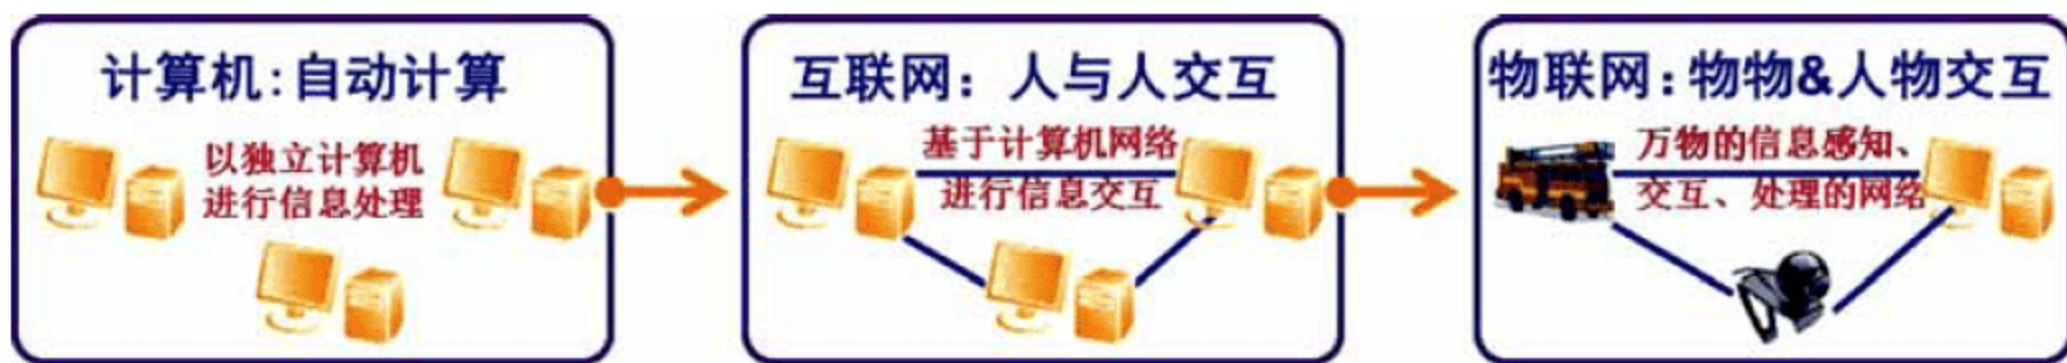 计算机：自动计算
以独立计算机
进行信息处理
互联网：人与人交互
基于计算机网络
进行信息交互
物联网：物物&人物交互
万物的信息感知、
交互、处理的网络